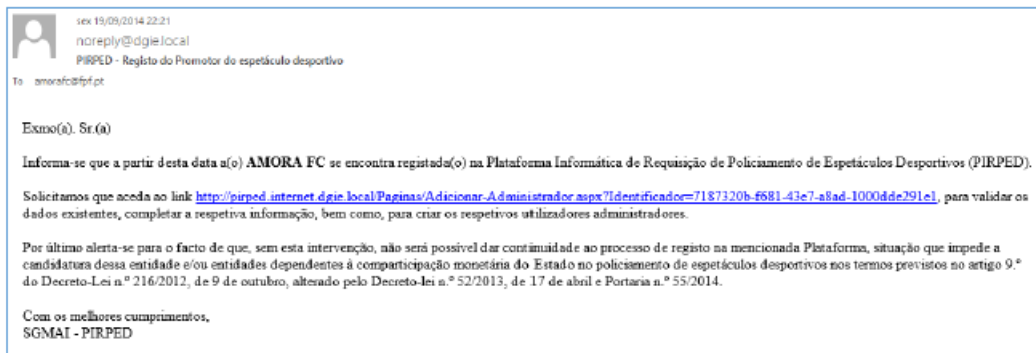 sex 19/09/2014 22:21
noreply@dgie.local
PIRPED - Registo do Promotor do espetáculo desportivo
To amorafc@fpf.pt
Exmo(a). Sr.(a)
Informa-se que a partir desta data a(o) AMORA FC se encontra registada(o) na Plataforma Informática de Requisição de Policiamento de Espetáculos Desportivos (PIRPED).
Solicitamos que aceda ao link http://pirped.internet.dgie.local/Paginas/Adicionar-Administrador.aspx?Identificador=7187320b-f681-43e7-a8ad-1000dde291e1, para validar os
dados existentes, completar a respetiva informação, bem como, para criar os respetivos utilizadores administradores.
Por último alerta-se para o facto de que, sem esta intervenção, não será possível dar continuidade ao processo de registo na mencionada Plataforma, situação que impede a
candidatura dessa entidade e/ou entidades dependentes à comparticipação monetária do Estado no policiamento de espetáculos desportivos nos termos previstos no artigo 9.º
do Decreto-Lei n.º 216/2012, de 9 de outubro, alterado pelo Decreto-lei n.º 52/2013, de 17 de abril e Portaria n.º 55/2014.
Com os melhores cumprimentos,
SGMAI - PIRPED